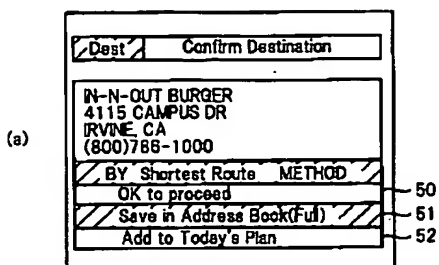 Dest Confirm Destination
(a)
IN-N-OUT BURGER
4115 CAMPUS DR
IRVINE, CA
(800)786-1000
BY Shortest Route METHOD
OK to proceed 50
Save in Address Book(Full) 51
Add to Today's Plan 52